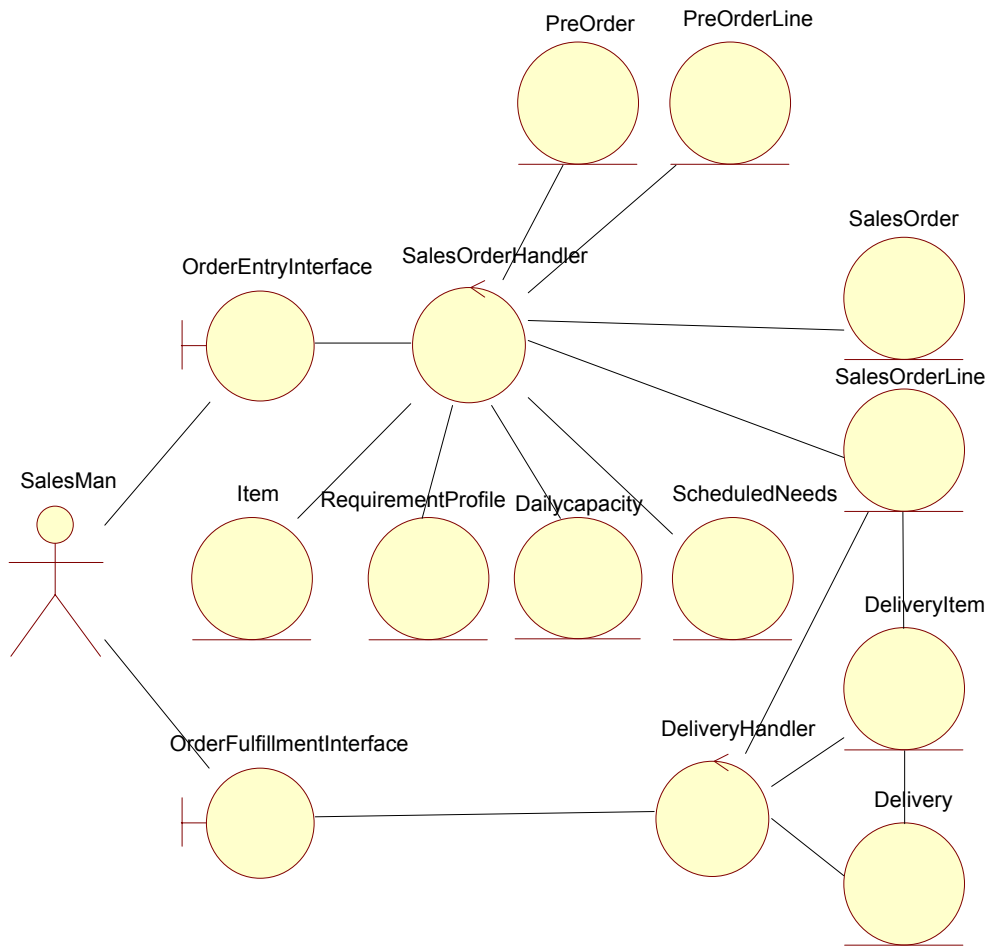 PreOrder
PreOrderLine
SalesOrder
SalesOrderHandler
OrderEntryInterface
SalesOrderLine
SalesMan
Item
RequirementProfile
Dailycapacity
ScheduledNeeds
DeliveryItem
DeliveryHandler
OrderFulfillmentInterface
Delivery